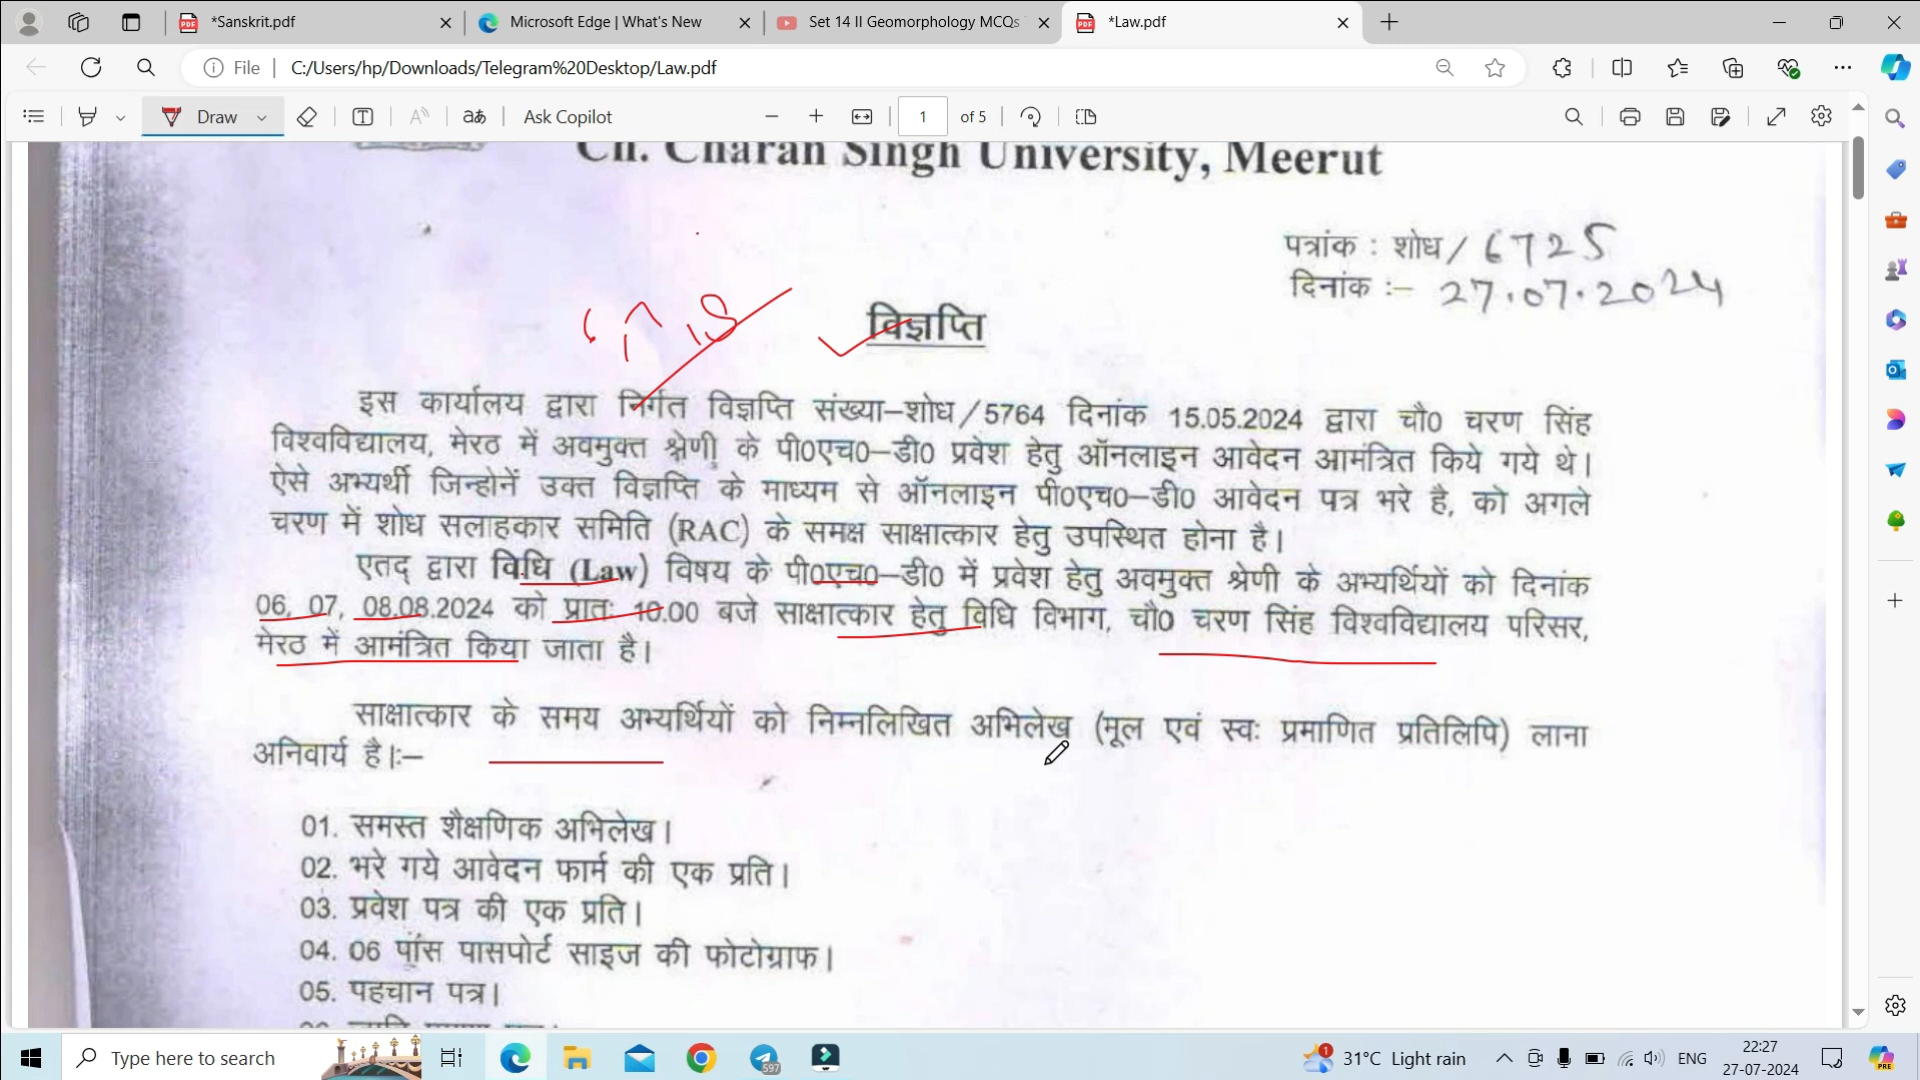 *Sanskrit.pdf
Microsoft Edge | What's New
Set 14 II Geomorphology MCQs
*Law.pdf
File
C:/Users/hp/Downloads/Telegram%20Desktop/Law.pdf
Draw
aあ
Ask Copilot
1 of 5
Ch. Charan Singh University, Meerut
पत्रांक : शोध / 6725
दिनांक :– 27.07.2024
विज्ञप्ति
इस कार्यालय द्वारा निर्गत विज्ञप्ति संख्या–शोध/5764 दिनांक 15.05.2024 द्वारा चौ0 चरण सिंह
विश्वविद्यालय, मेरठ में अवमुक्त श्रेणी के पी0एच0–डी0 प्रवेश हेतु ऑनलाइन आवेदन आमंत्रित किये गये थे।
ऐसे अभ्यर्थी जिन्होनें उक्त विज्ञप्ति के माध्यम से ऑनलाइन पी0एच0–डी0 आवेदन पत्र भरे है, को अगले
चरण में शोध सलाहकार समिति (RAC) के समक्ष साक्षात्कार हेतु उपस्थित होना है।
एतद् द्वारा विधि (Law) विषय के पी0एच0–डी0 में प्रवेश हेतु अवमुक्त श्रेणी के अभ्यर्थियों को दिनांक
06, 07, 08.08.2024 को प्रातः 10.00 बजे साक्षात्कार हेतु विधि विभाग, चौ0 चरण सिंह विश्वविद्यालय परिसर,
मेरठ में आमंत्रित किया जाता है।
साक्षात्कार के समय अभ्यर्थियों को निम्नलिखित अभिलेख (मूल एवं स्वः प्रमाणित प्रतिलिपि) लाना
अनिवार्य है।:–
01. समस्त शैक्षणिक अभिलेख।
02. भरे गये आवेदन फार्म की एक प्रति।
03. प्रवेश पत्र की एक प्रति।
04. 06 पॉस पासपोर्ट साइज की फोटोग्राफ।
05. पहचान पत्र।
Type here to search
597
1
31°C Light rain
ENG
22:27
27-07-2024
PRE